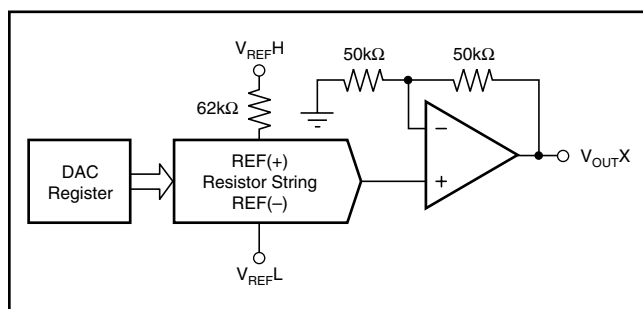 50kΩ
50kΩ
V_REFH
62kΩ
DAC
Register
REF(+)
Resistor String
REF(−)
−
+
V_OUTX
V_REFL